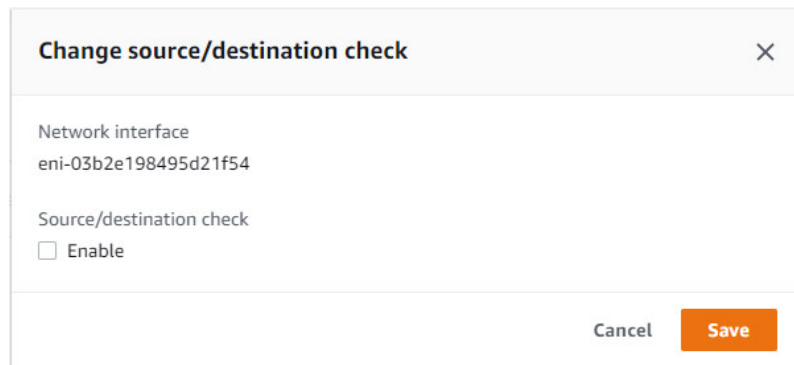 Change source/destination check
Network interface
eni-03b2e198495d21f54
Source/destination check
Enable
Cancel Save